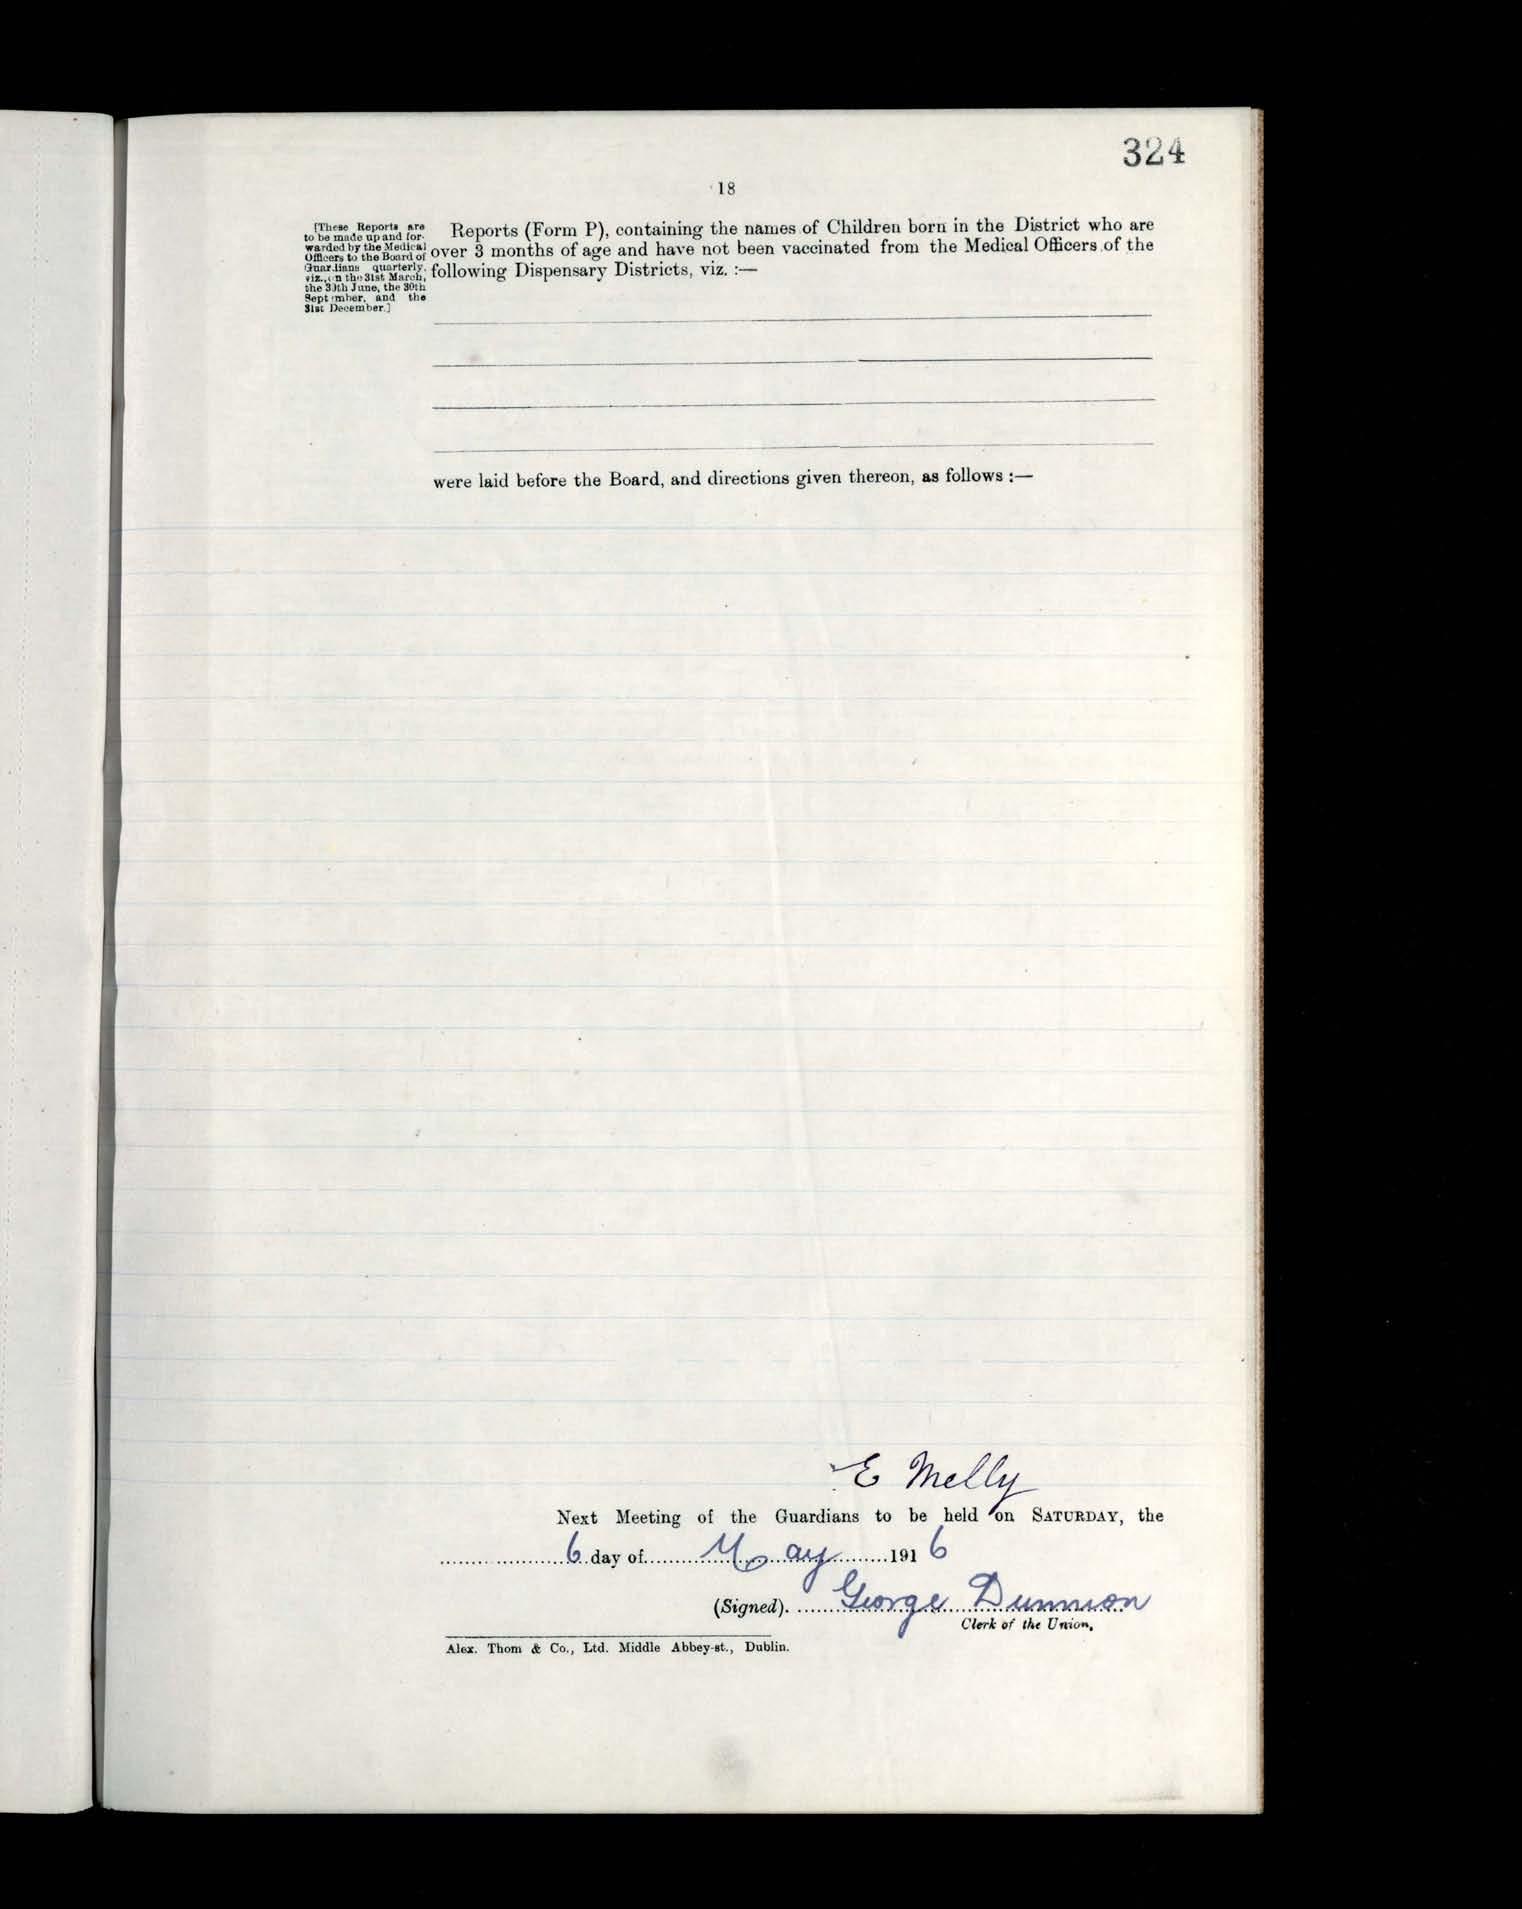 324
18
[These Reports are
to be made up and for-
warded by the Medical
Officers to the Board of
Guardians quarterly,
viz., on the 31st March,
the 30th June, the 30th
September, and the
31st December.]
Reports (Form P), containing the names of Children born in the District who are
over 3 months of age and have not been vaccinated from the Medical Officers of the
following Dispensary Districts, viz. :—
were laid before the Board, and directions given thereon, as follows :—
E Melly
Next Meeting of the Guardians to be held on SATURDAY, the
6 day of May 1916
(Signed). George Dunnion
Clerk of the Union.
Alex. Thom & Co., Ltd. Middle Abbey-st., Dublin.